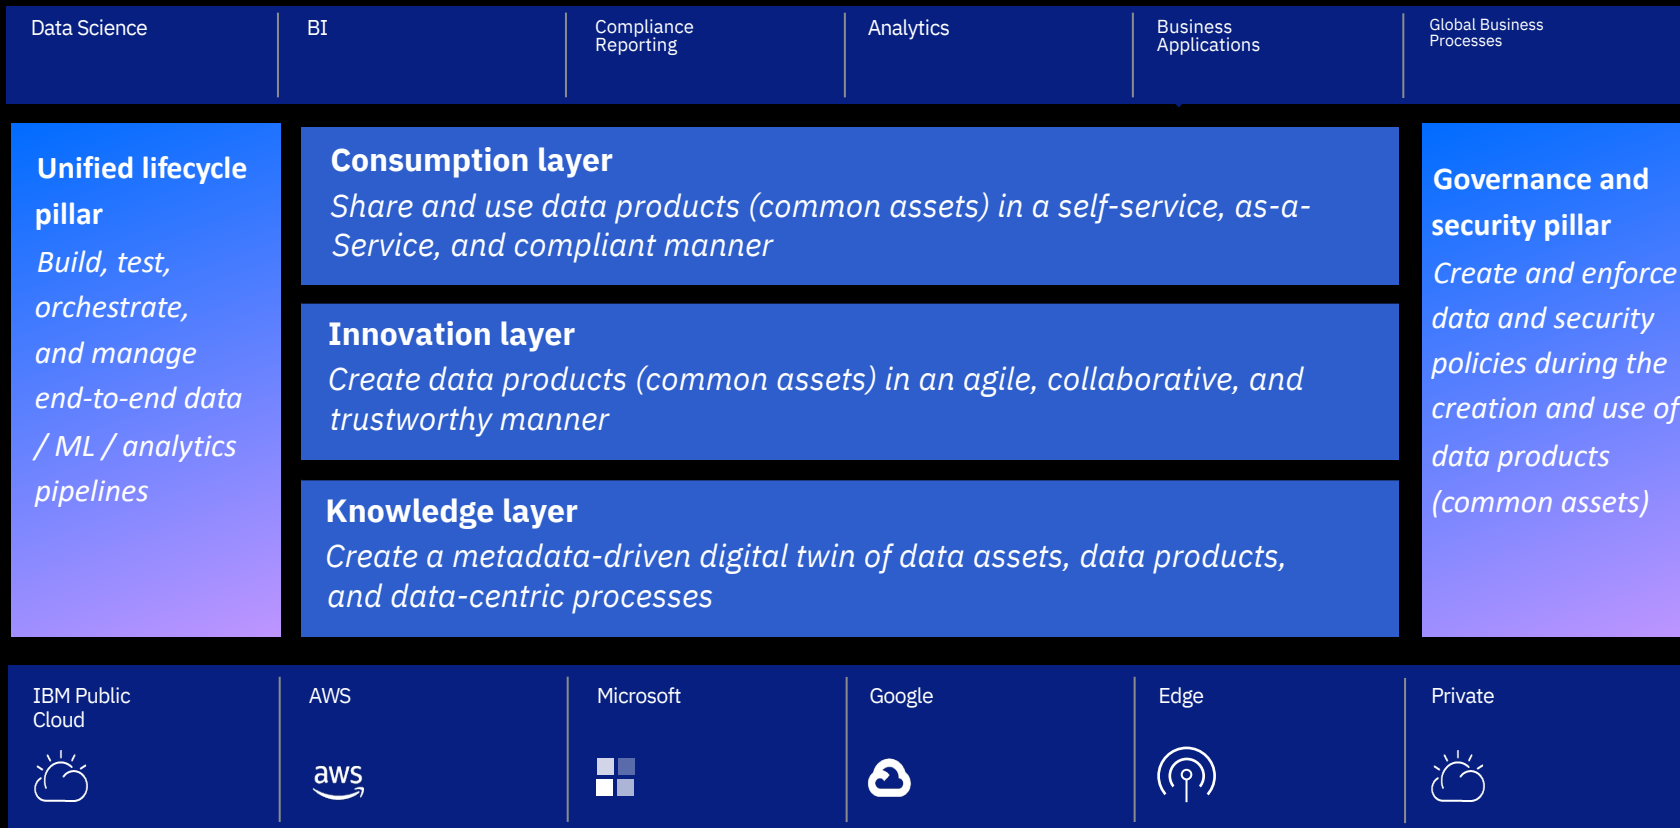 Data Science
BI
Compliance
Reporting
Analytics
Business
Applications
Global Business
Processes
Unified lifecycle
pillar
Build, test,
orchestrate,
and manage
end-to-end data
/ ML / analytics
pipelines
Consumption layer
Share and use data products (common assets) in a self-service, as-a-
Service, and compliant manner
Innovation layer
Create data products (common assets) in an agile, collaborative, and
trustworthy manner
Knowledge layer
Create a metadata-driven digital twin of data assets, data products,
and data-centric processes
Governance and
security pillar
Create and enforce
data and security
policies during the
creation and use of
data products
(common assets)
IBM Public
Cloud
AWS
aws
Microsoft
Google
Edge
Private